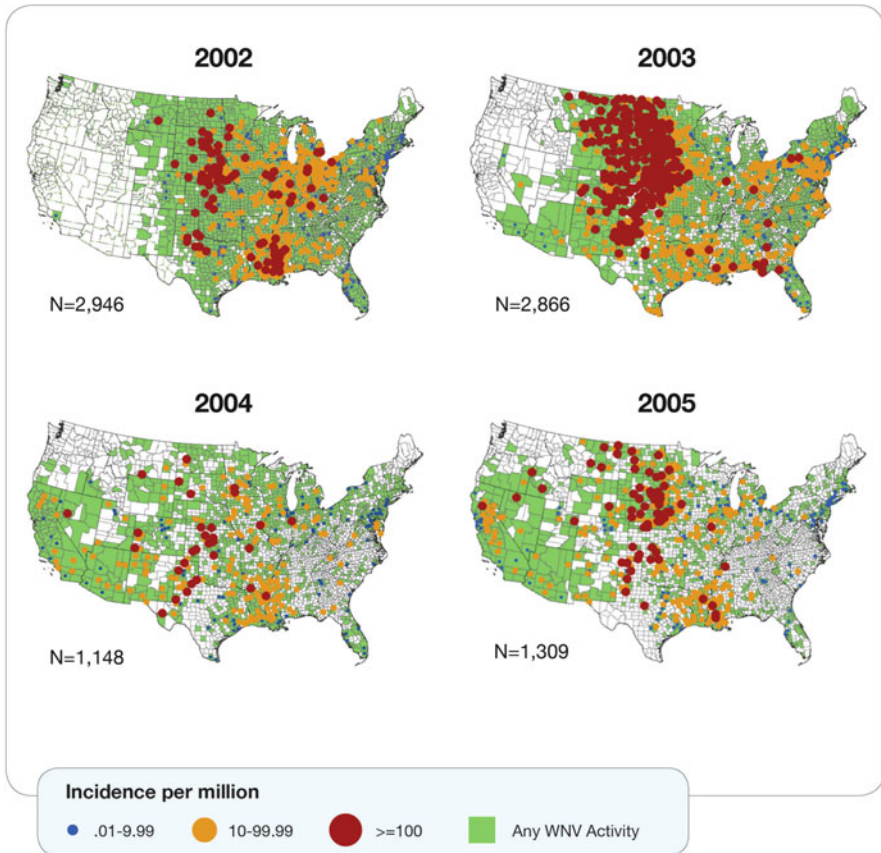 2002
2003
N=2,946
N=2,866
2004
2005
N=1,148
N=1,309
Incidence per million
.01-9.99 10-99.99 >=100 Any WNV Activity